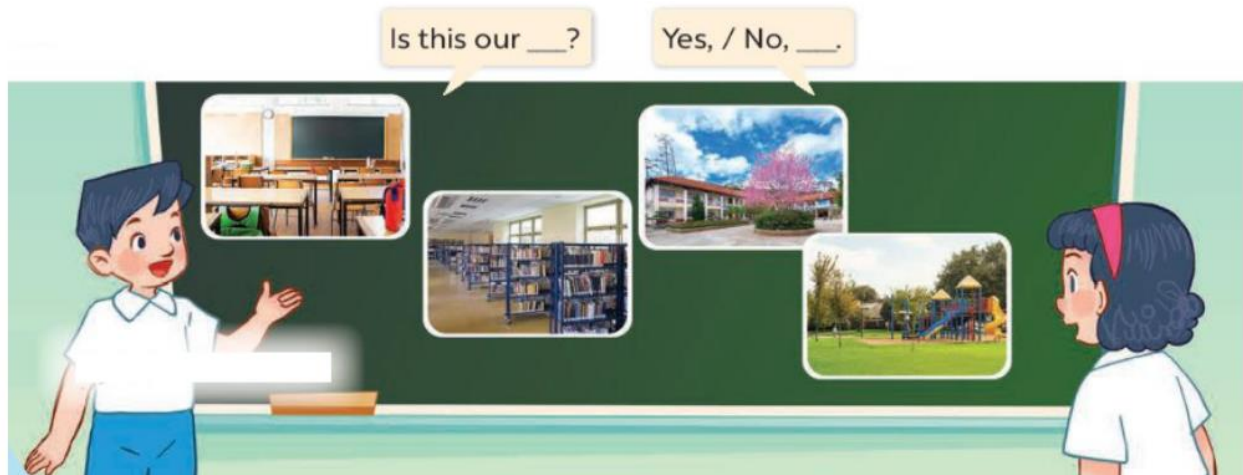 Is this our ___?
Yes, / No, ___.